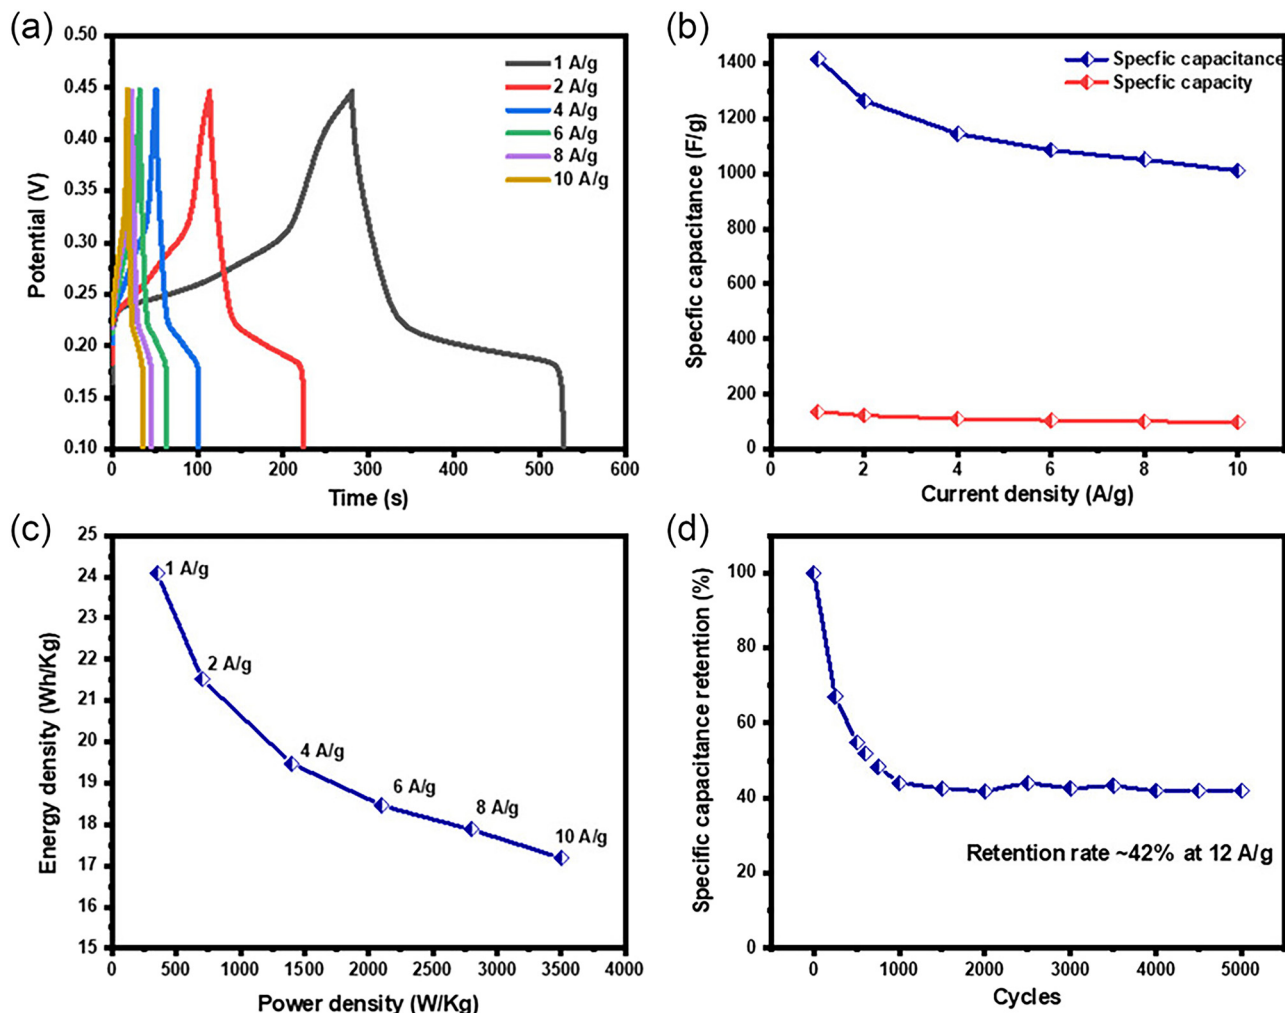 (a)
0.50
0.45
0.40
0.35
0.30
0.25
0.20
0.15
0.10
Potential (V)
1 A/g
2 A/g
4 A/g
6 A/g
8 A/g
10 A/g
0 100 200 300 400 500 600
Time (s)
(b)
1400
1200
1000
800
600
400
200
0
Specfic capacitance (F/g)
Specfic capacitance
Specfic capacity
0 2 4 6 8 10
Current density (A/g)
(c)
25
24
23
22
21
20
19
18
17
16
15
Energy density (Wh/Kg)
1 A/g
2 A/g
4 A/g
6 A/g
8 A/g
10 A/g
0 500 1000 1500 2000 2500 3000 3500 4000
Power density (W/Kg)
(d)
100
80
60
40
20
0
Specific capacitance retention (%)
Retention rate ~42% at 12 A/g
0 1000 2000 3000 4000 5000
Cycles